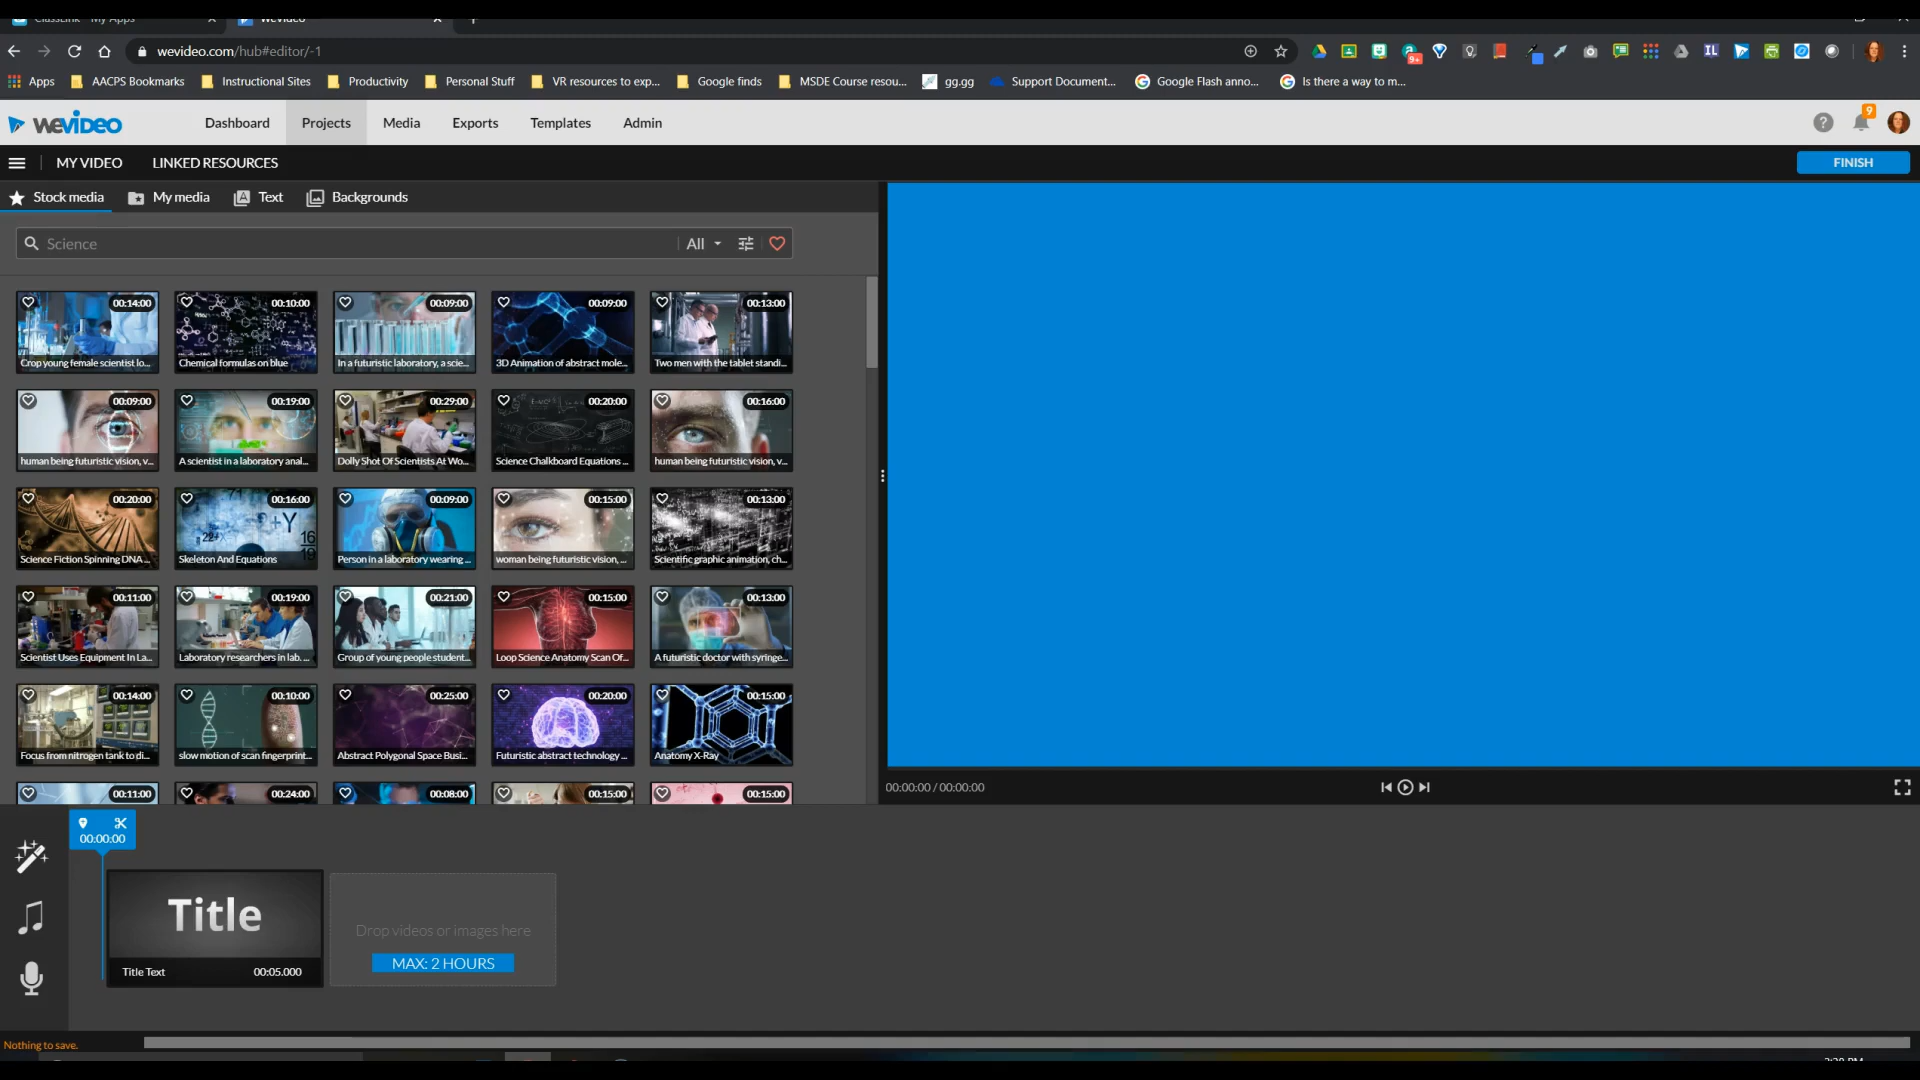 ClassLink - My Apps
WeVideo
wevideo.com/hub#editor/-1
9+
IL
Apps
AACPS Bookmarks
Instructional Sites
Productivity
Personal Stuff
VR resources to exp...
Google finds
MSDE Course resou...
gg.gg
Support Document...
Google Flash anno...
Is there a way to m...
WEVIDEO
Dashboard
Projects
Media
Exports
Templates
Admin
?
9
MY VIDEO
LINKED RESOURCES
FINISH
Stock media
My media
Text
Backgrounds
Science
All
00:14:00
00:10:00
00:09:00
00:09:00
00:13:00
Crop young female scientist lo...
Chemical formulas on blue
In a futuristic laboratory, a scie...
3D Animation of abstract mole...
Two men with the tablet standi...
00:09:00
00:19:00
00:29:00
00:20:00
00:16:00
human being futuristic vision, v...
A scientist in a laboratory anal...
Dolly Shot Of Scientists At Wo...
Science Chalkboard Equations ...
human being futuristic vision, v...
00:20:00
00:16:00
00:09:00
00:15:00
00:13:00
Science Fiction Spinning DNA ...
Skeleton And Equations
Person in a laboratory wearing ...
woman being futuristic vision, ...
Scientific graphic animation, ch...
00:11:00
00:19:00
00:21:00
00:15:00
00:13:00
Scientist Uses Equipment In La...
Laboratory researchers in lab. ...
Group of young people student...
Loop Science Anatomy Scan Of...
A futuristic doctor with syringe...
00:14:00
00:10:00
00:25:00
00:20:00
00:15:00
Focus from nitrogen tank to di...
slow motion of scan fingerprint...
Abstract Polygonal Space Busi...
Futuristic abstract technology ...
Anatomy X-Ray
00:11:00
00:24:00
00:08:00
00:15:00
00:15:00
00:00:00 / 00:00:00
00:00:00
Title
Title Text
00:05.000
Drop videos or images here
MAX: 2 HOURS
Nothing to save.